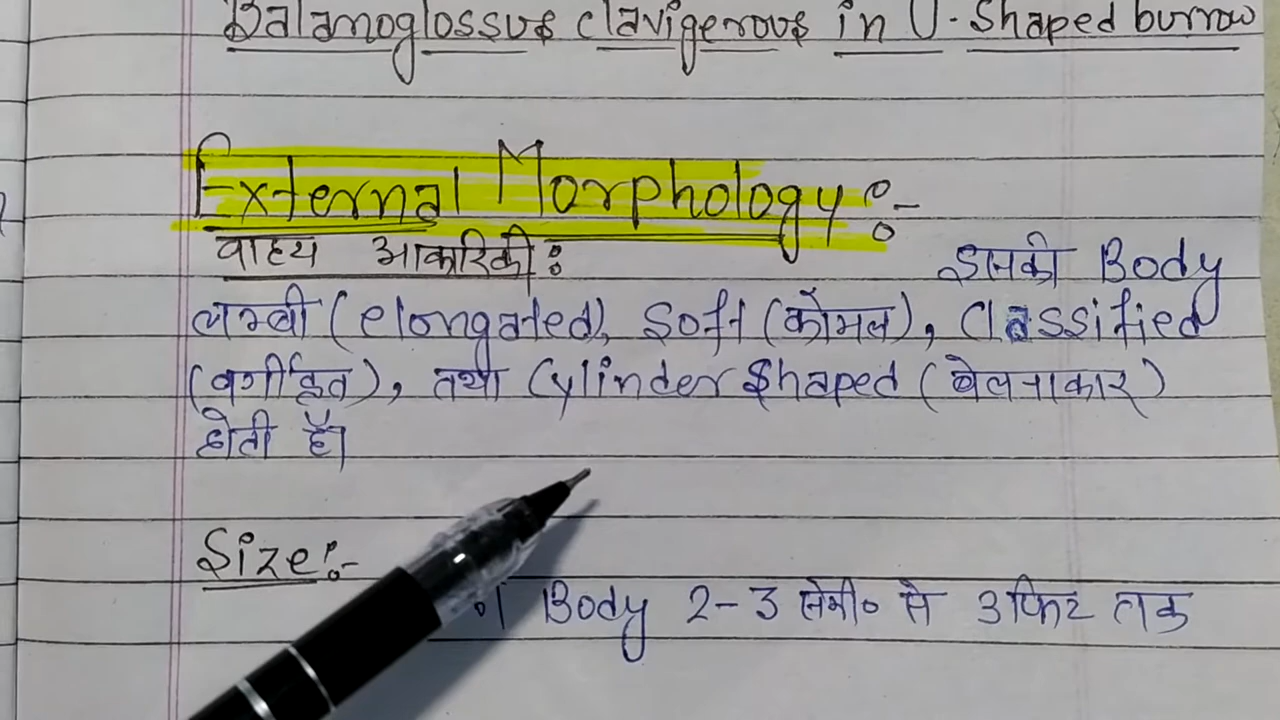 Balanoglossus clavigerous in U-Shaped burrow
External Morphology:-
वाह्य आकारिकी: इसकी Body
लम्बी (elongated), Soft (कोमल), Classified
(वर्गीकृत), तथा Cylinder Shaped (बेलनाकार)
होती है।
Size:-
Body 2-3 सेमी० से 3 फिट तक